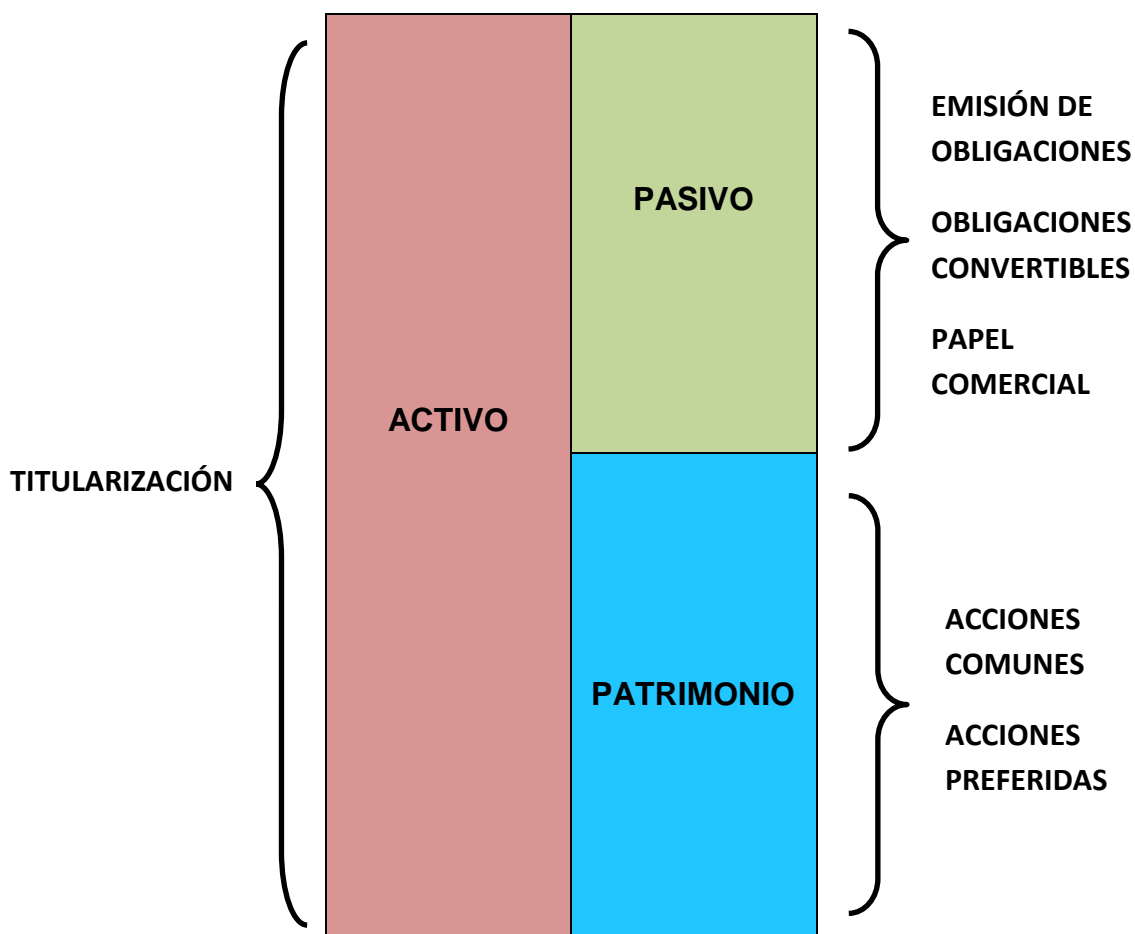 TITULARIZACIÓN
ACTIVO
PASIVO
PATRIMONIO
EMISIÓN DE
OBLIGACIONES
OBLIGACIONES
CONVERTIBLES
PAPEL
COMERCIAL
ACCIONES
COMUNES
ACCIONES
PREFERIDAS